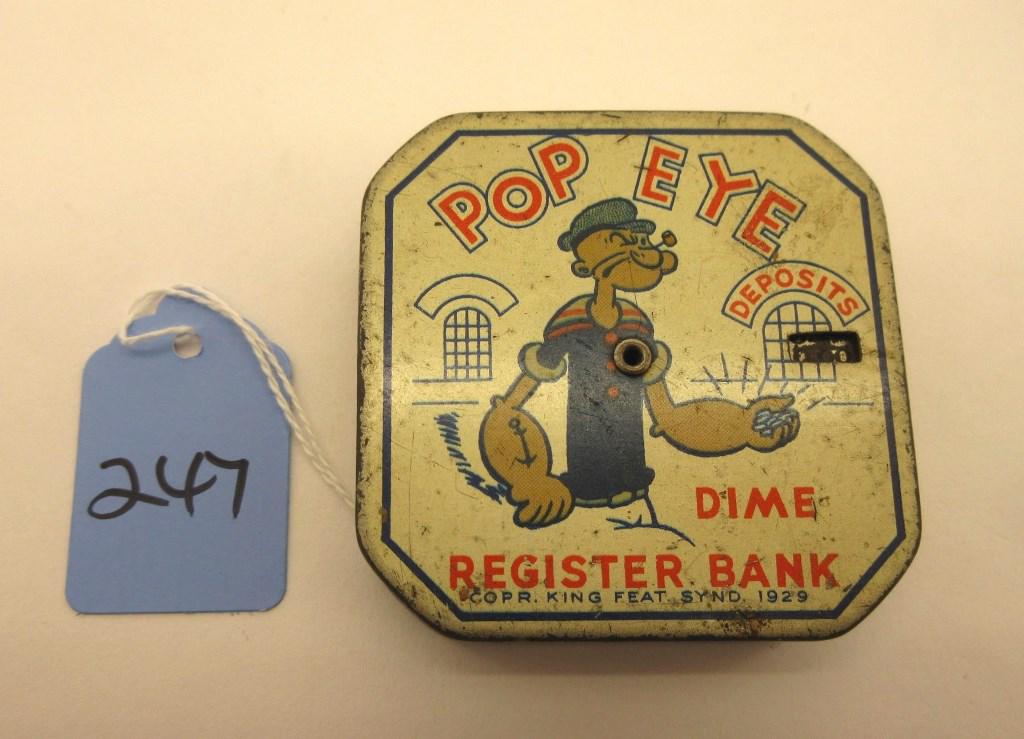 POP EYE
DEPOSITS
DIME
REGISTER BANK
COPR. KING FEAT. SYND. 1929
247